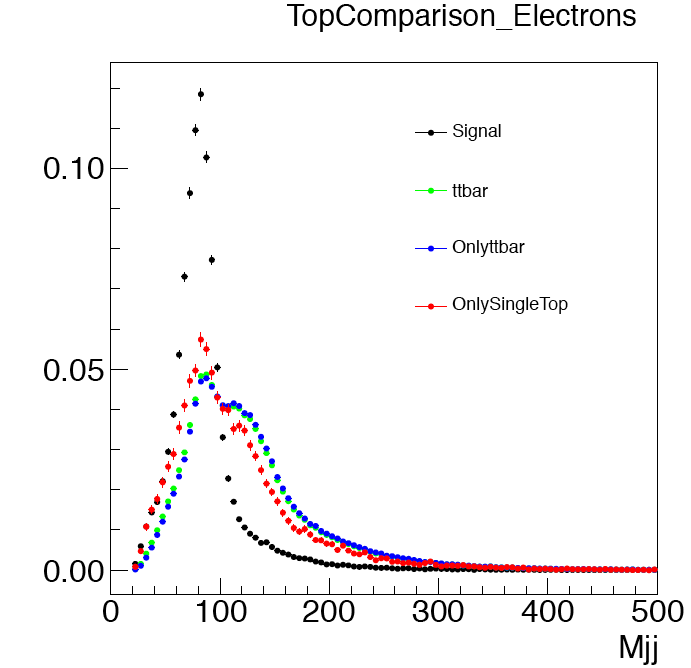 TopComparison_Electrons
Signal
ttbar
Onlyttbar
OnlySingleTop
0.10
0.05
0.00
0 100 200 300 400 500
Mjj